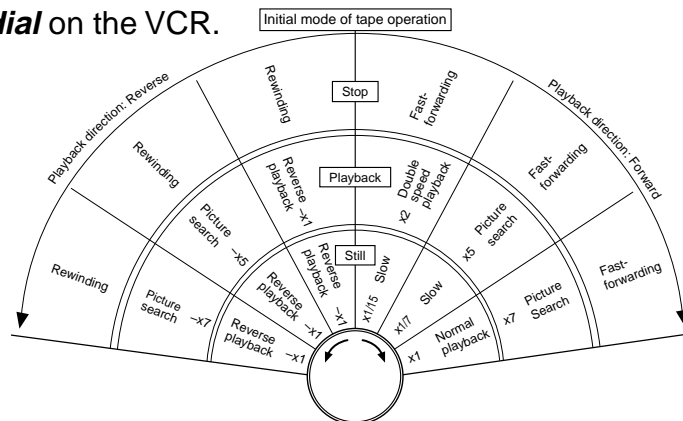 dial on the VCR.
Initial mode of tape operation
Playback direction: Reverse
Playback direction: Forward
Stop
Rewinding
Rewinding
Rewinding
Fast-
forwarding
Fast-
forwarding
Fast-
forwarding
Playback
Picture
search –x7
Picture
search –x5
Reverse
playback –x1
x2 Double
speed
playback
x5 Picture
search
x7 Picture
Search
Still
Reverse
playback –x1
Reverse
playback –x1
Reverse
playback –x1
x1/15 Slow
x1/7 Slow
x1 Normal
playback